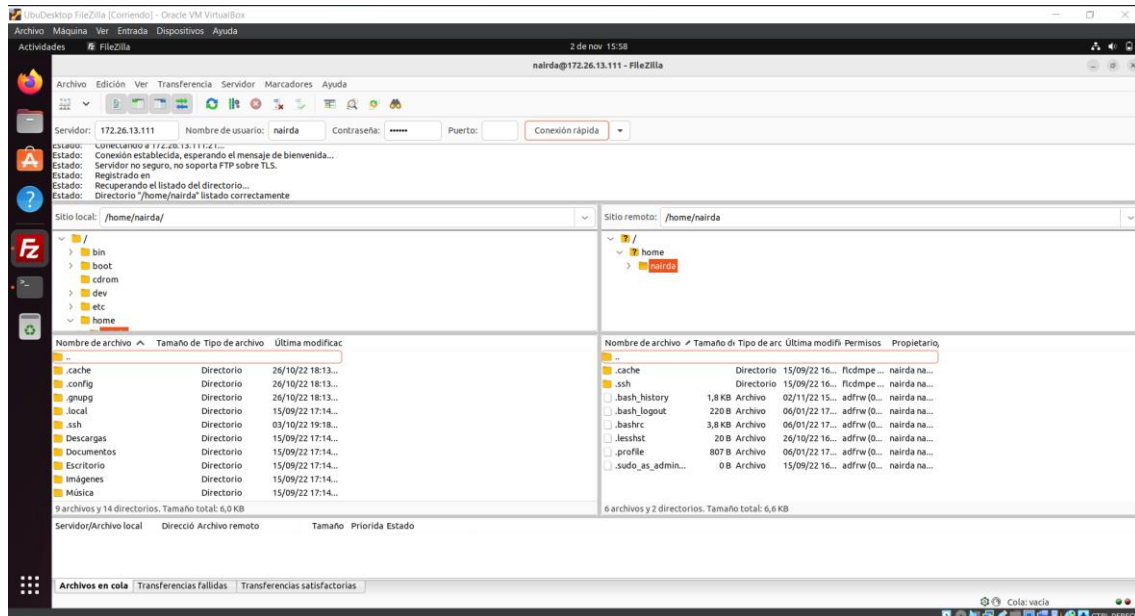 UbuDesktop FileZilla [Corriendo] - Oracle VM VirtualBox
Archivo Máquina Ver Entrada Dispositivos Ayuda
Actividades FileZilla 2 de nov 15:58
nairda@172.26.13.111 - FileZilla
Archivo Edición Ver Transferencia Servidor Marcadores Ayuda
Servidor: 172.26.13.111 Nombre de usuario: nairda Contraseña: •••••• Puerto: Conexión rápida
Estado: Conectando a 172.26.13.111:21...
Estado: Conexión establecida, esperando el mensaje de bienvenida...
Estado: Servidor no seguro, no soporta FTP sobre TLS.
Estado: Registrado en
Estado: Recuperando el listado del directorio...
Estado: Directorio "/home/nairda" listado correctamente
Sitio local: /home/nairda/ Sitio remoto: /home/nairda
/ /
bin home
boot nairda
cdrom
dev
etc
home
Nombre de archivo Tamaño de Tipo de archivo Última modificac Nombre de archivo Tamaño de Tipo de arc Última modifi Permisos Propietario,
.. ..
.cache Directorio 26/10/22 18:13... .cache Directorio 15/09/22 16... flcdmpe ... nairda na...
.config Directorio 26/10/22 18:13... .ssh Directorio 15/09/22 16... flcdmpe ... nairda na...
.gnupg Directorio 26/10/22 18:13... .bash_history 1,8 KB Archivo 02/11/22 15... adfrw (0... nairda na...
.local Directorio 15/09/22 17:14... .bash_logout 220 B Archivo 06/01/22 17... adfrw (0... nairda na...
.ssh Directorio 03/10/22 19:18... .bashrc 3,8 KB Archivo 06/01/22 17... adfrw (0... nairda na...
Descargas Directorio 15/09/22 17:14... .lesshst 20 B Archivo 26/10/22 16... adfrw (0... nairda na...
Documentos Directorio 15/09/22 17:14... .profile 807 B Archivo 06/01/22 17... adfrw (0... nairda na...
Escritorio Directorio 15/09/22 17:14... .sudo_as_admin... 0 B Archivo 15/09/22 16... adfrw (0... nairda na...
Imágenes Directorio 15/09/22 17:14...
Música Directorio 15/09/22 17:14...
9 archivos y 14 directorios. Tamaño total: 6,0 KB 6 archivos y 2 directorios. Tamaño total: 6,6 KB
Servidor/Archivo local Direcció Archivo remoto Tamaño Priorida Estado
Archivos en cola Transferencias fallidas Transferencias satisfactorias
Cola: vacía